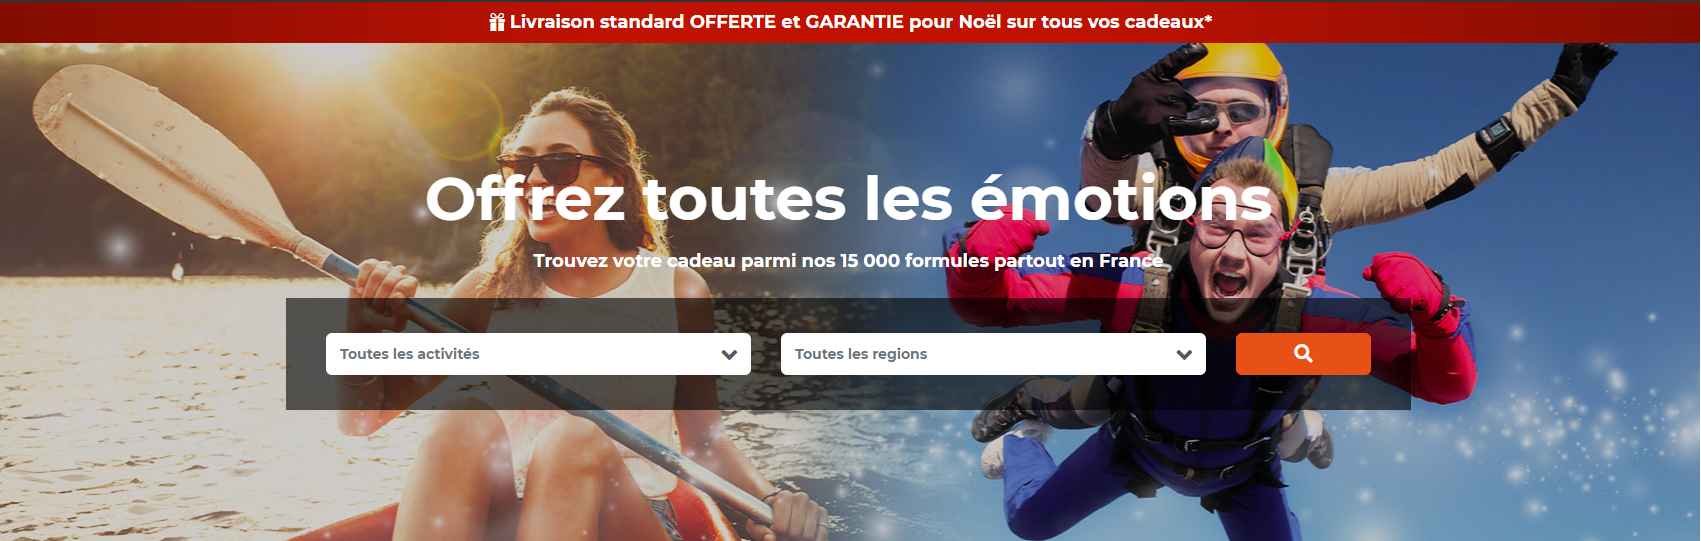 Livraison standard OFFERTE et GARANTIE pour Noël sur tous vos cadeaux*
Offrez toutes les émotions
Trouvez votre cadeau parmi nos 15 000 formules partout en France
Toutes les activités
Toutes les regions